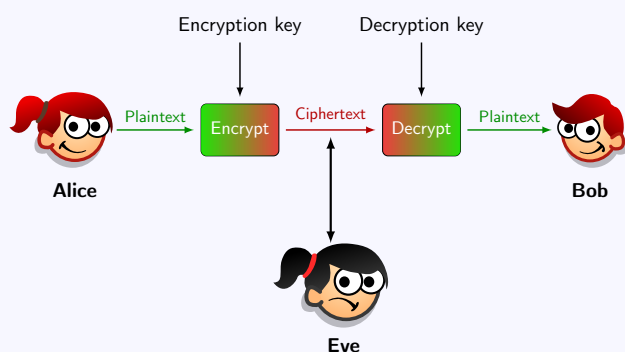 Encryption key
Decryption key
Plaintext
Encrypt
Ciphertext
Decrypt
Plaintext
Alice
Bob
Eve